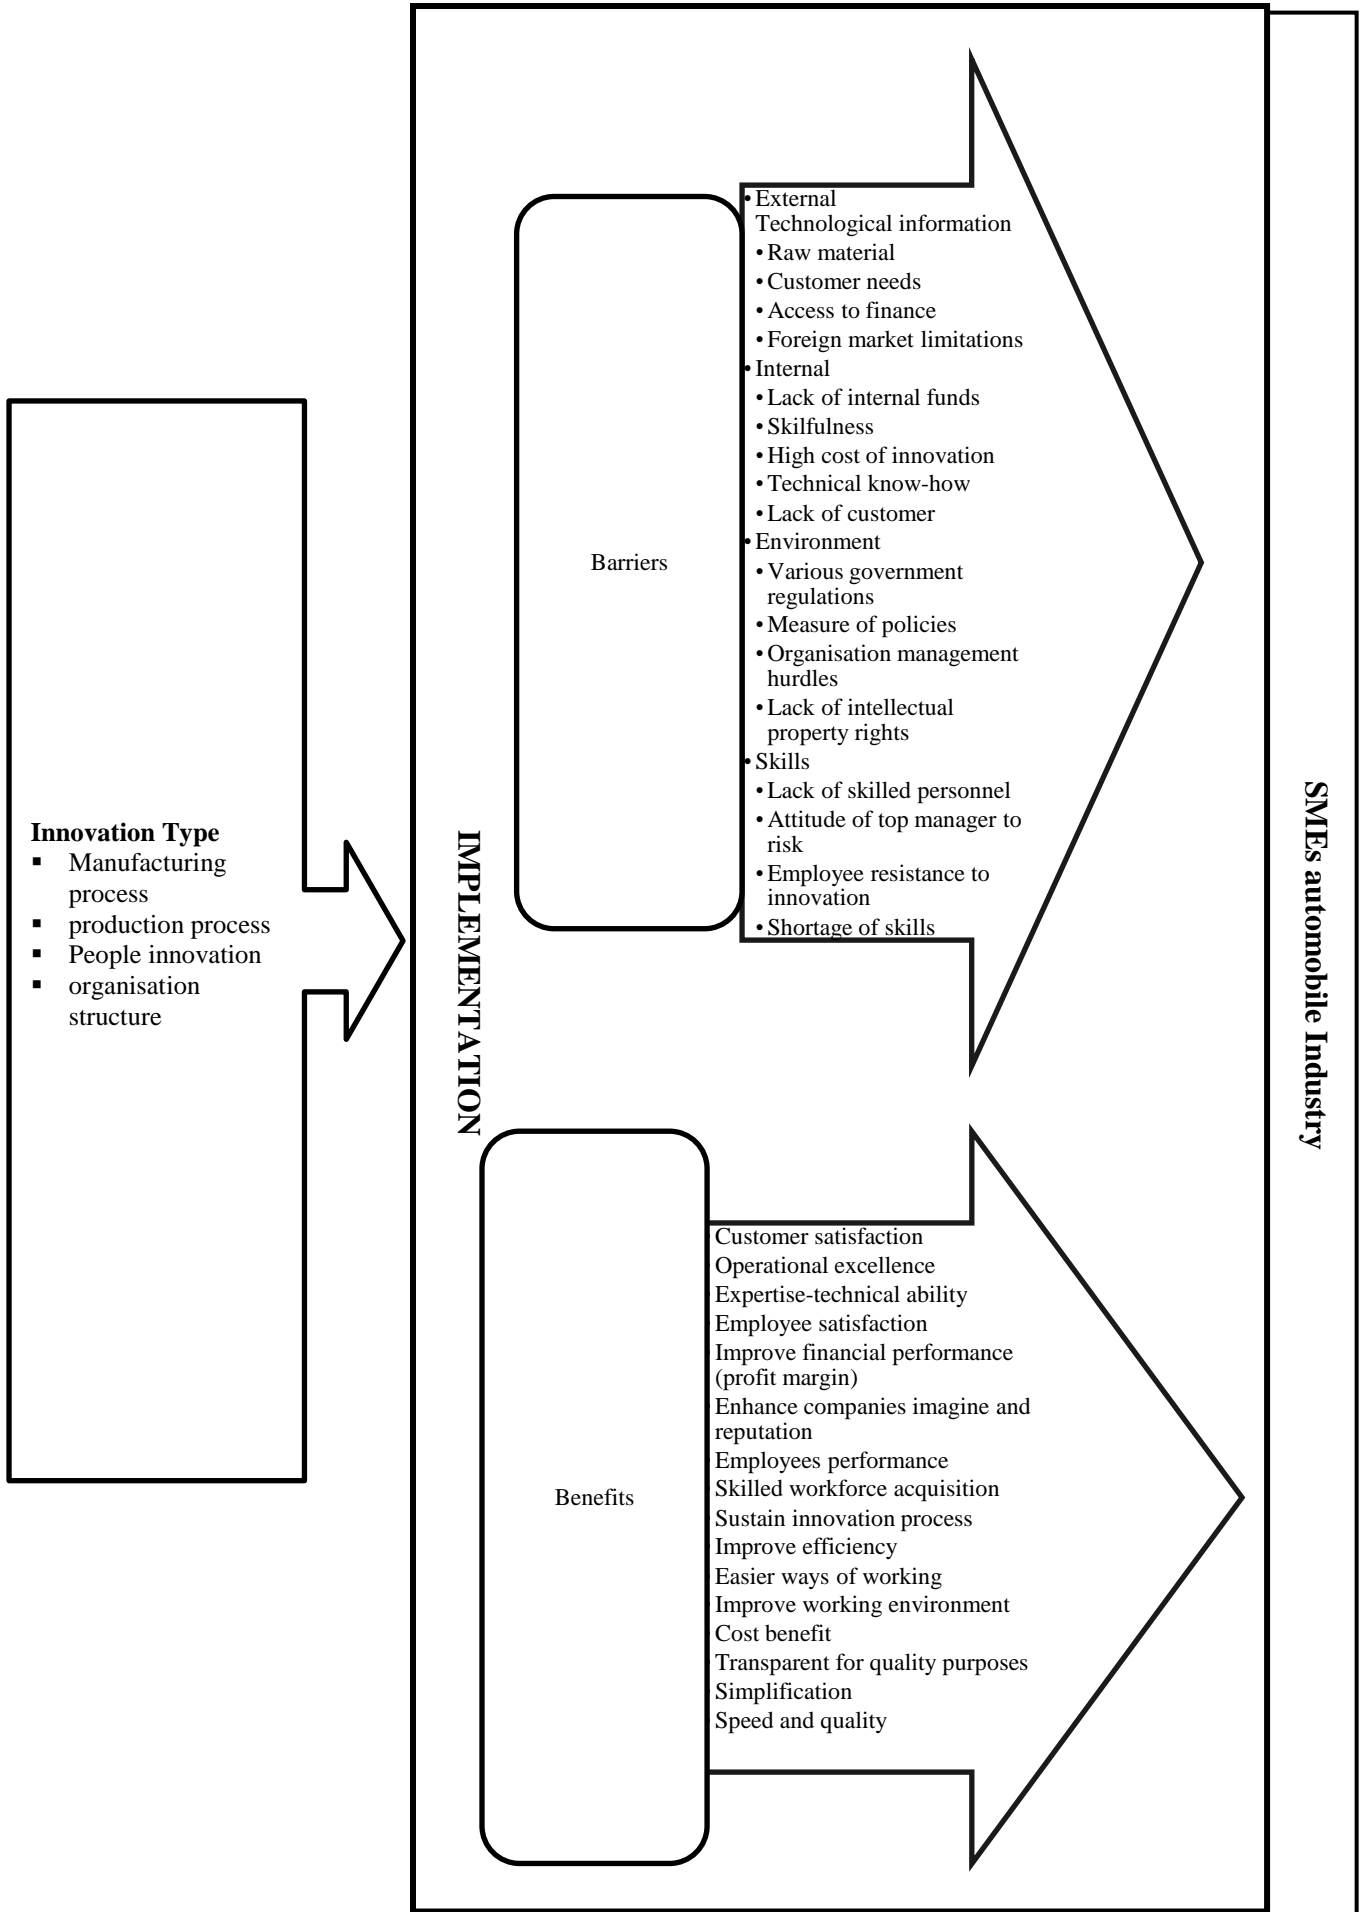 Innovation Type
▪ Manufacturing
process
▪ production process
▪ People innovation
▪ organisation
structure
IMPLEMENTATION
Barriers
• External
Technological information
• Raw material
• Customer needs
• Access to finance
• Foreign market limitations
• Internal
• Lack of internal funds
• Skilfulness
• High cost of innovation
• Technical know-how
• Lack of customer
• Environment
• Various government
regulations
• Measure of policies
• Organisation management
hurdles
• Lack of intellectual
property rights
• Skills
• Lack of skilled personnel
• Attitude of top manager to
risk
• Employee resistance to
innovation
• Shortage of skills
Benefits
• Customer satisfaction
• Operational excellence
• Expertise-technical ability
• Employee satisfaction
• Improve financial performance
(profit margin)
• Enhance companies imagine and
reputation
• Employees performance
• Skilled workforce acquisition
• Sustain innovation process
• Improve efficiency
• Easier ways of working
• Improve working environment
• Cost benefit
• Transparent for quality purposes
• Simplification
• Speed and quality
SMEs automobile Industry